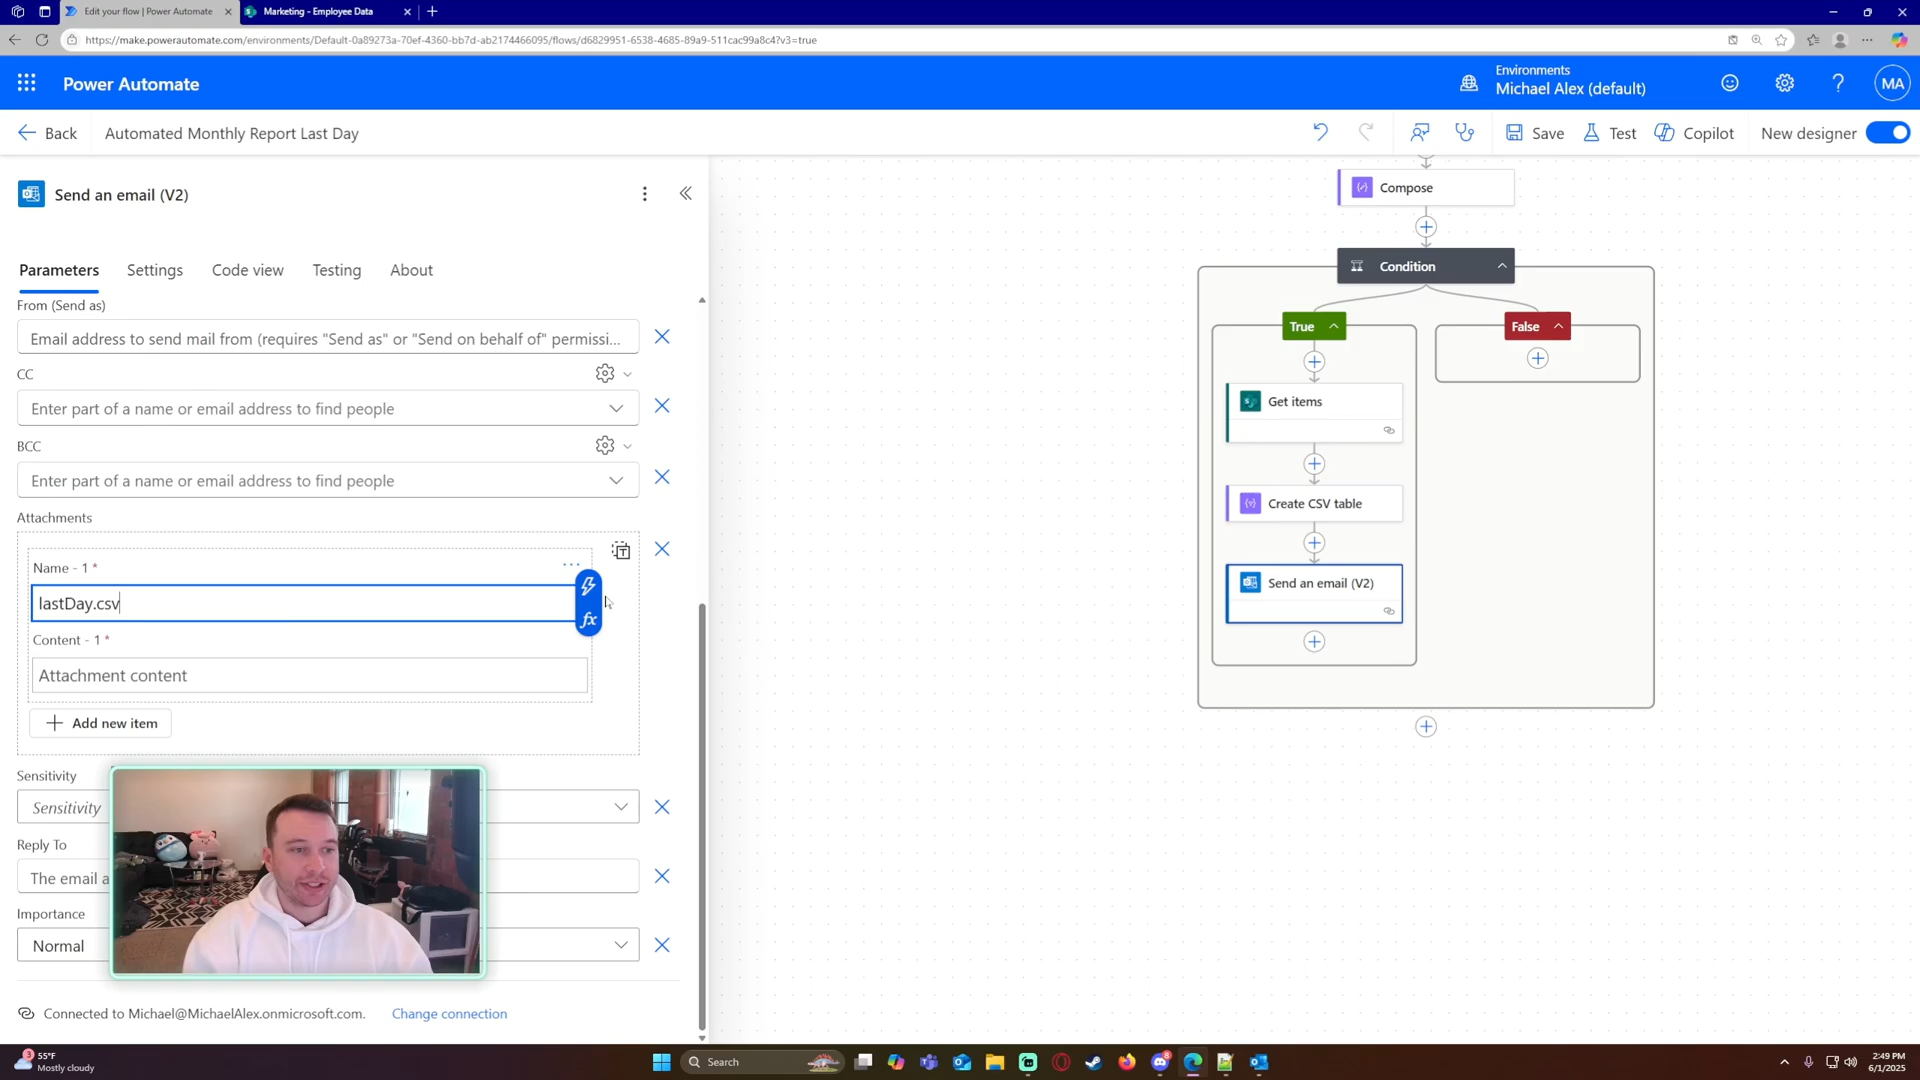 Edit your flow | Power Automate
Marketing - Employee Data
https://make.powerautomate.com/environments/Default-0a89273a-70ef-4360-bb7d-ab2174466095/flows/d6829951-6538-4685-89a9-511cac99a8c4?v3=true
Power Automate
Environments
Michael Alex (default)
MA
Back
Automated Monthly Report Last Day
Save
Test
Copilot
New designer
Send an email (V2)
Parameters
Settings
Code view
Testing
About
From (Send as)
Email address to send mail from (requires "Send as" or "Send on behalf of" permissi...
CC
Enter part of a name or email address to find people
BCC
Enter part of a name or email address to find people
Attachments
Name - 1 *
lastDay.csv
fx
Content - 1 *
Attachment content
Add new item
Sensitivity
Sensitivity
Reply To
The email a
Importance
Normal
Connected to Michael@MichaelAlex.onmicrosoft.com.
Change connection
Compose
Condition
True
False
Get items
Create CSV table
Send an email (V2)
3
55°F
Mostly cloudy
Search
8
2:49 PM
6/1/2025